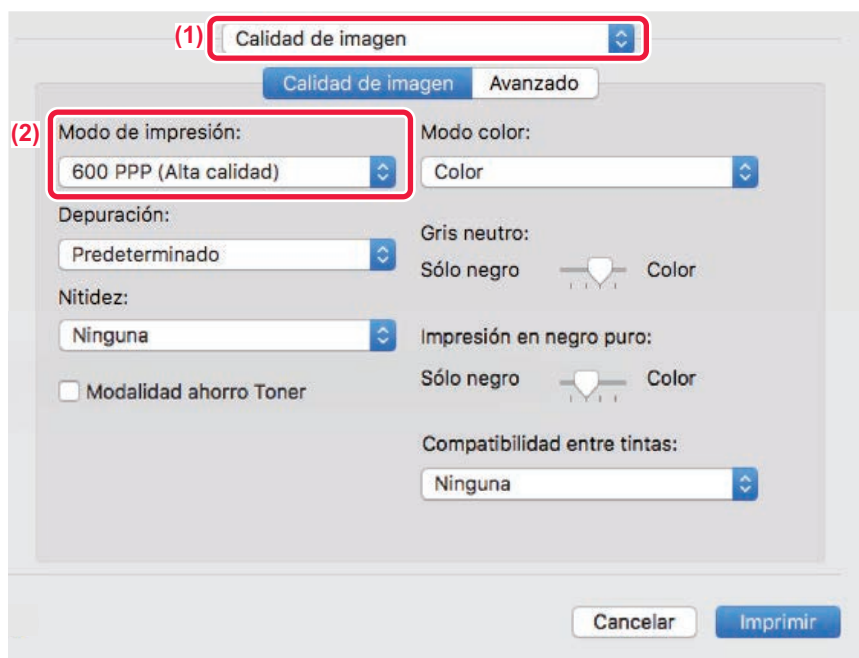 (1) Calidad de imagen
Calidad de imagen Avanzado
(2) Modo de impresión:
600 PPP (Alta calidad)
Depuración:
Predeterminado
Nitidez:
Ninguna
Modalidad ahorro Toner
Modo color:
Color
Gris neutro:
Sólo negro Color
Impresión en negro puro:
Sólo negro Color
Compatibilidad entre tintas:
Ninguna
Cancelar Imprimir